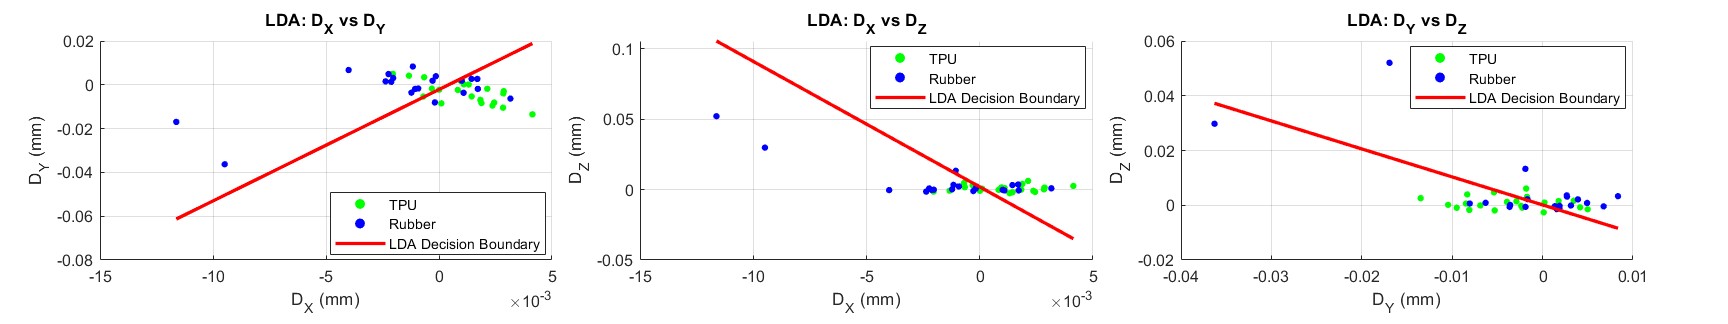 LDA: D_X vs D_Y
0.02
0
-0.02
-0.04
-0.06
-0.08
D_Y (mm)
TPU
Rubber
LDA Decision Boundary
-15
-10
-5
0
5
D_X (mm)
×10^-3
LDA: D_X vs D_Z
0.1
0.05
0
-0.05
D_Z (mm)
TPU
Rubber
LDA Decision Boundary
-15
-10
-5
0
5
D_X (mm)
×10^-3
LDA: D_Y vs D_Z
0.06
0.04
0.02
0
-0.02
D_Z (mm)
TPU
Rubber
LDA Decision Boundary
-0.04
-0.03
-0.02
-0.01
0
0.01
D_Y (mm)